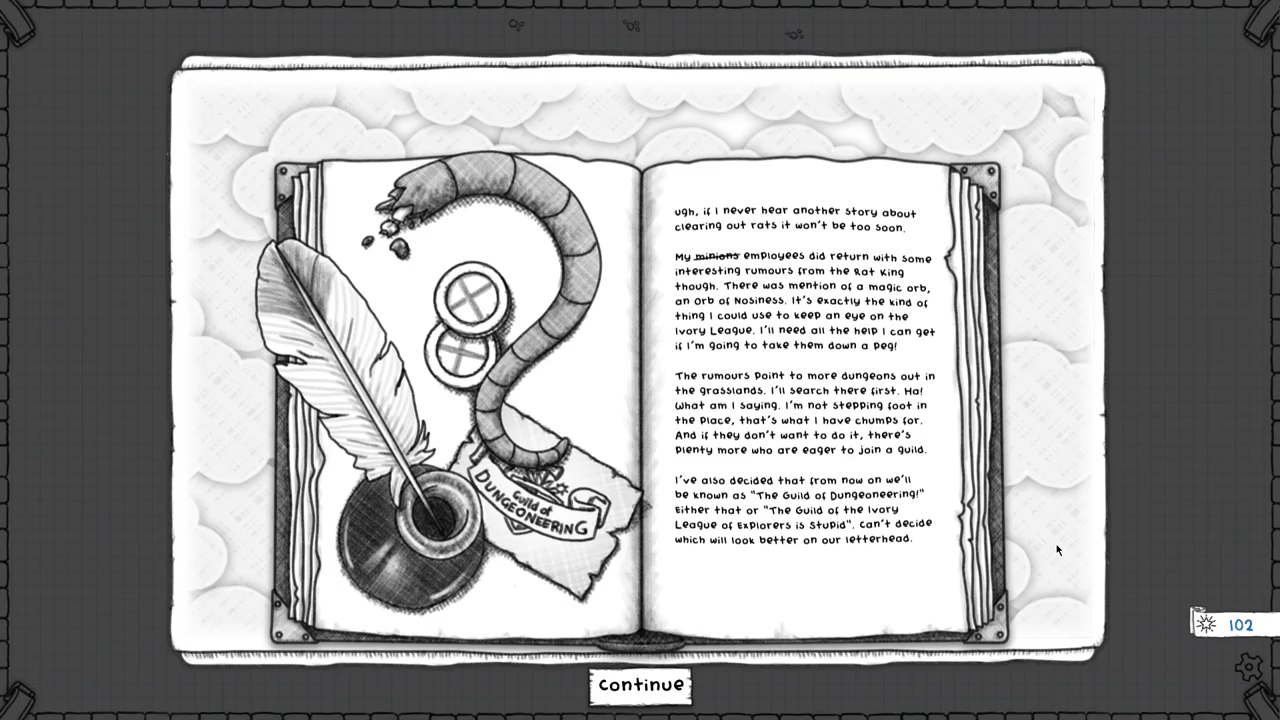 ugh, if I never hear another story about
clearing out rats it won't be too soon.
My minions employees did return with some
interesting rumours from the Rat King
though. There was mention of a magic orb,
an Orb of Nosiness. It's exactly the kind of
thing I could use to keep an eye on the
Ivory League. I'll need all the help I can get
if I'm going to take them down a peg!
The rumours point to more dungeons out in
the grasslands. I'll search there first. Ha!
What am I saying. I'm not stepping foot in
the place, that's what I have chumps for.
And if they don't want to do it, there's
plenty more who are eager to join a guild.
I've also decided that from now on we'll
be known as "The Guild of Dungeoneering!"
Either that or "The Guild of the Ivory
League of Explorers is Stupid". Can't decide
which will look better on our letterhead.
Guild of
DUNGEONEERING
102
continue